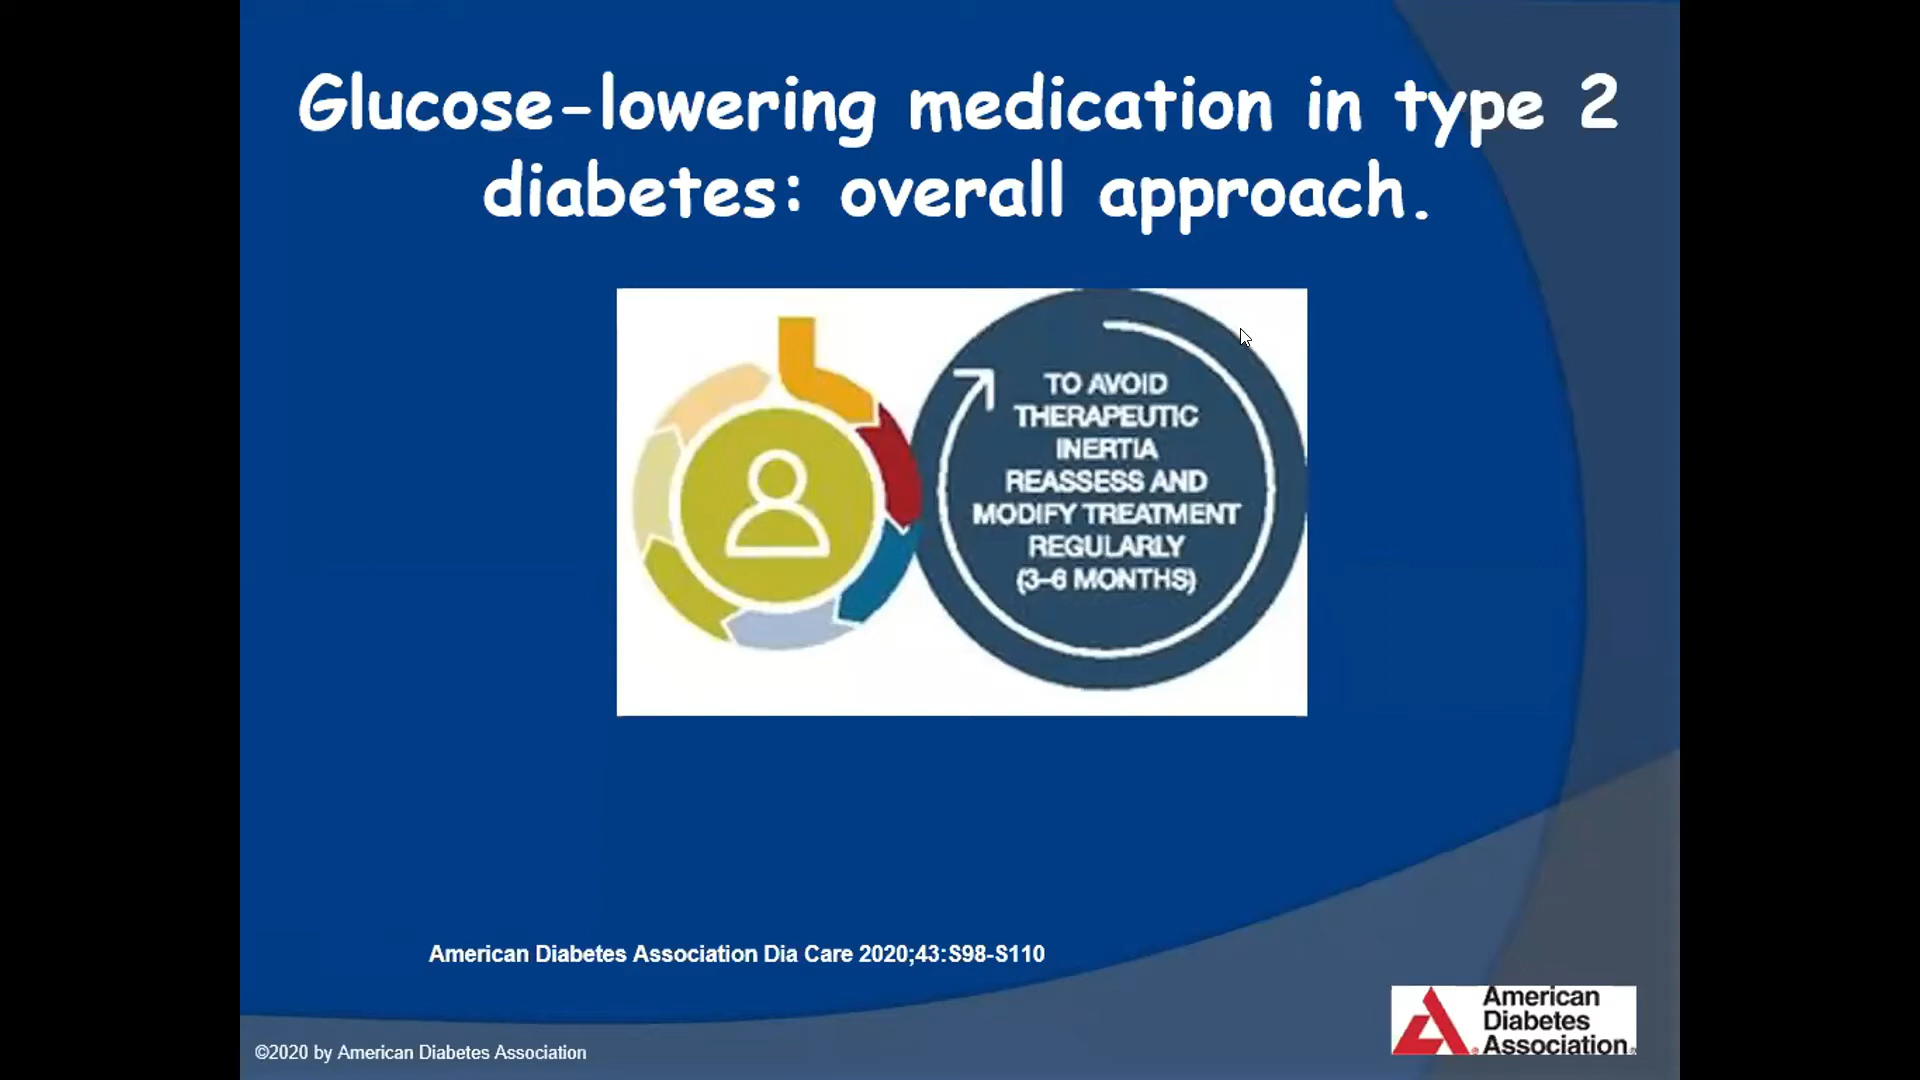 Glucose-lowering medication in type 2
diabetes: overall approach.
TO AVOID
THERAPEUTIC
INERTIA
REASSESS AND
MODIFY TREATMENT
REGULARLY
(3–6 MONTHS)
American Diabetes Association Dia Care 2020;43:S98-S110
©2020 by American Diabetes Association
American
Diabetes
Association®